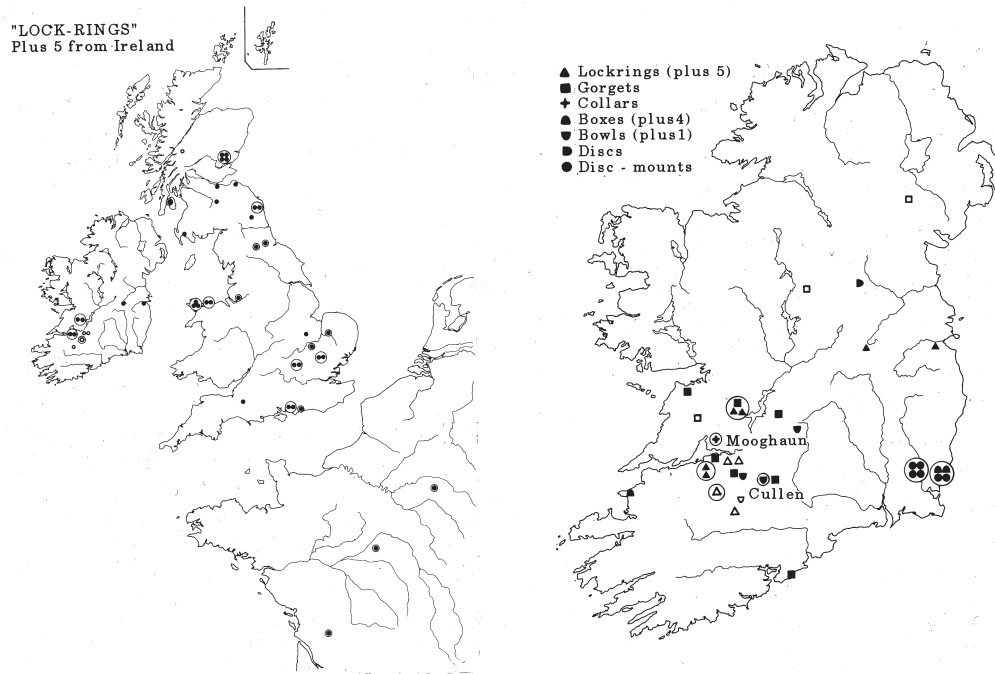 "LOCK-RINGS"
Plus 5 from Ireland
Lockrings (plus 5)
Gorgets
Collars
Boxes (plus4)
Bowls (plus1)
Discs
Disc - mounts
Mooghaun
Cullen